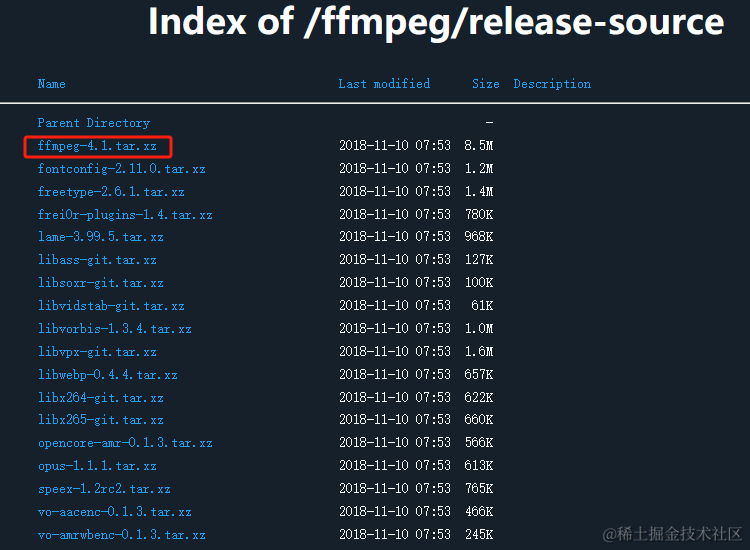 Index of /ffmpeg/release-source
Name Last modified Size Description
Parent Directory -
ffmpeg-4.1.tar.xz 2018-11-10 07:53 8.5M
fontconfig-2.11.0.tar.xz 2018-11-10 07:53 1.2M
freetype-2.6.1.tar.xz 2018-11-10 07:53 1.4M
frei0r-plugins-1.4.tar.xz 2018-11-10 07:53 780K
lame-3.99.5.tar.xz 2018-11-10 07:53 968K
libass-git.tar.xz 2018-11-10 07:53 127K
libsoxr-git.tar.xz 2018-11-10 07:53 100K
libvidstab-git.tar.xz 2018-11-10 07:53 61K
libvorbis-1.3.4.tar.xz 2018-11-10 07:53 1.0M
libvpx-git.tar.xz 2018-11-10 07:53 1.6M
libwebp-0.4.4.tar.xz 2018-11-10 07:53 657K
libx264-git.tar.xz 2018-11-10 07:53 622K
libx265-git.tar.xz 2018-11-10 07:53 660K
opencore-amr-0.1.3.tar.xz 2018-11-10 07:53 566K
opus-1.1.1.tar.xz 2018-11-10 07:53 613K
speex-1.2rc2.tar.xz 2018-11-10 07:53 765K
vo-aacenc-0.1.3.tar.xz 2018-11-10 07:53 466K
vo-amrwbenc-0.1.3.tar.xz 2018-11-10 07:53 245K
@稀土掘金技术社区